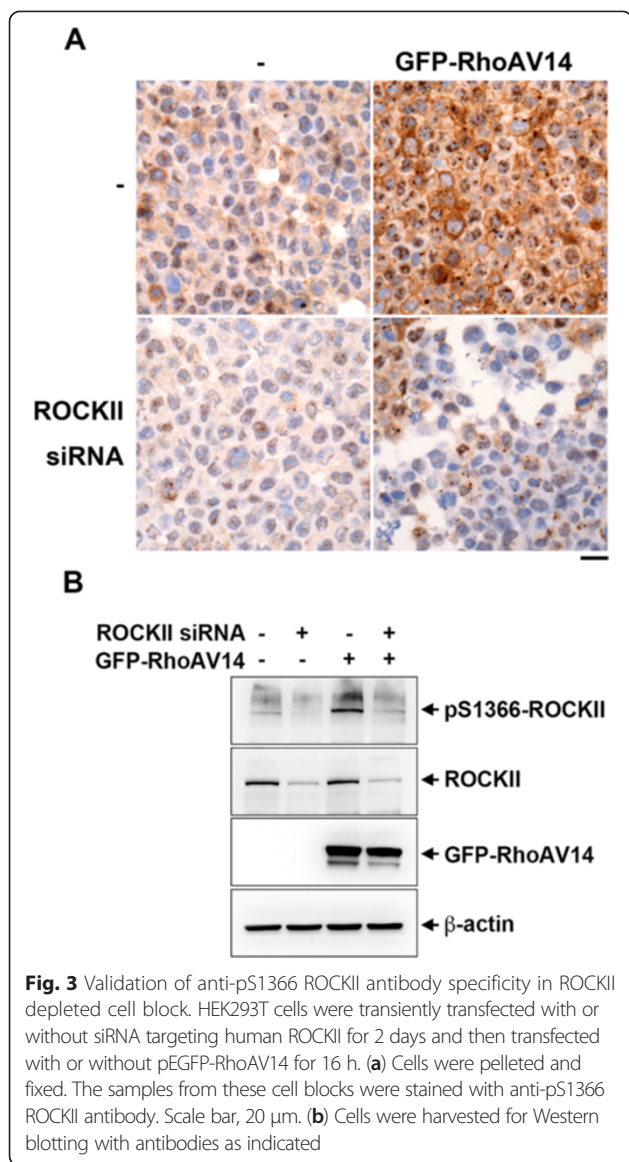 A
- GFP-RhoAV14
-
ROCKII
siRNA
B
ROCKII siRNA - + - +
GFP-RhoAV14 - - + +
pS1366-ROCKII
ROCKII
GFP-RhoAV14
β-actin
Fig. 3 Validation of anti-pS1366 ROCKII antibody specificity in ROCKII
depleted cell block. HEK293T cells were transiently transfected with or
without siRNA targeting human ROCKII for 2 days and then transfected
with or without pEGFP-RhoAV14 for 16 h. (a) Cells were pelleted and
fixed. The samples from these cell blocks were stained with anti-pS1366
ROCKII antibody. Scale bar, 20 μm. (b) Cells were harvested for Western
blotting with antibodies as indicated